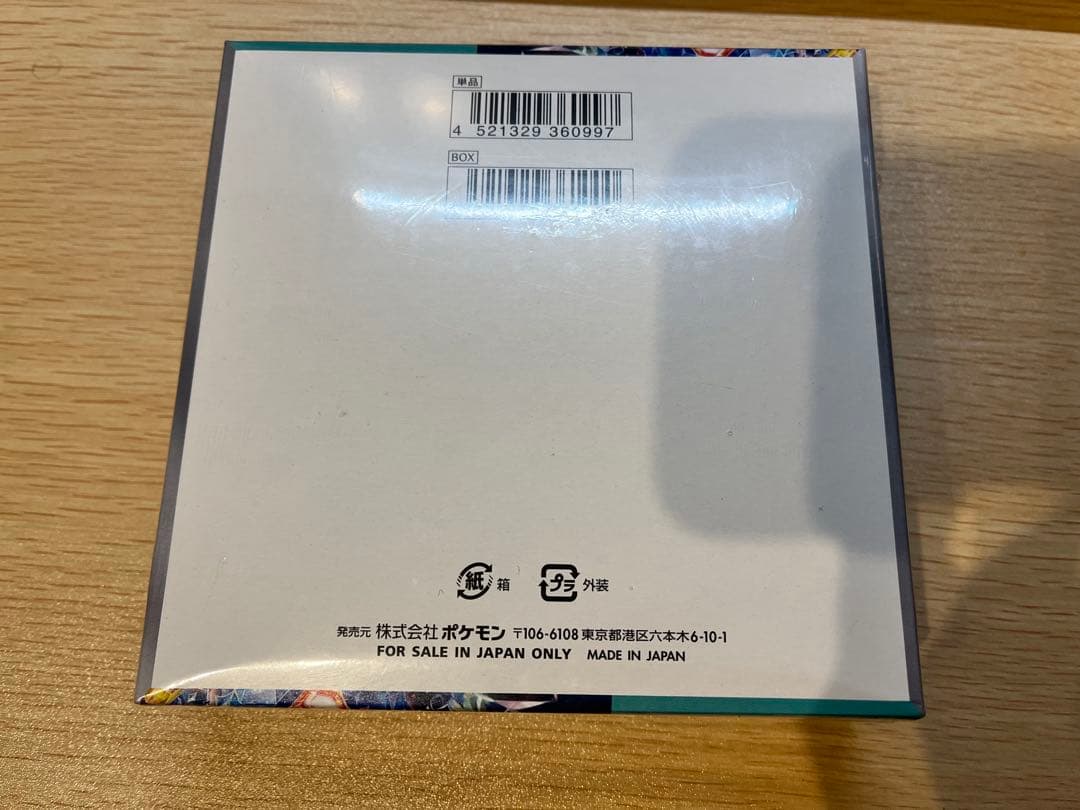 単品
4 521329 360997
BOX
紙 箱 プラ 外装
発売元 株式会社 ポケモン 〒106-6108 東京都港区六本木6-10-1
FOR SALE IN JAPAN ONLY MADE IN JAPAN